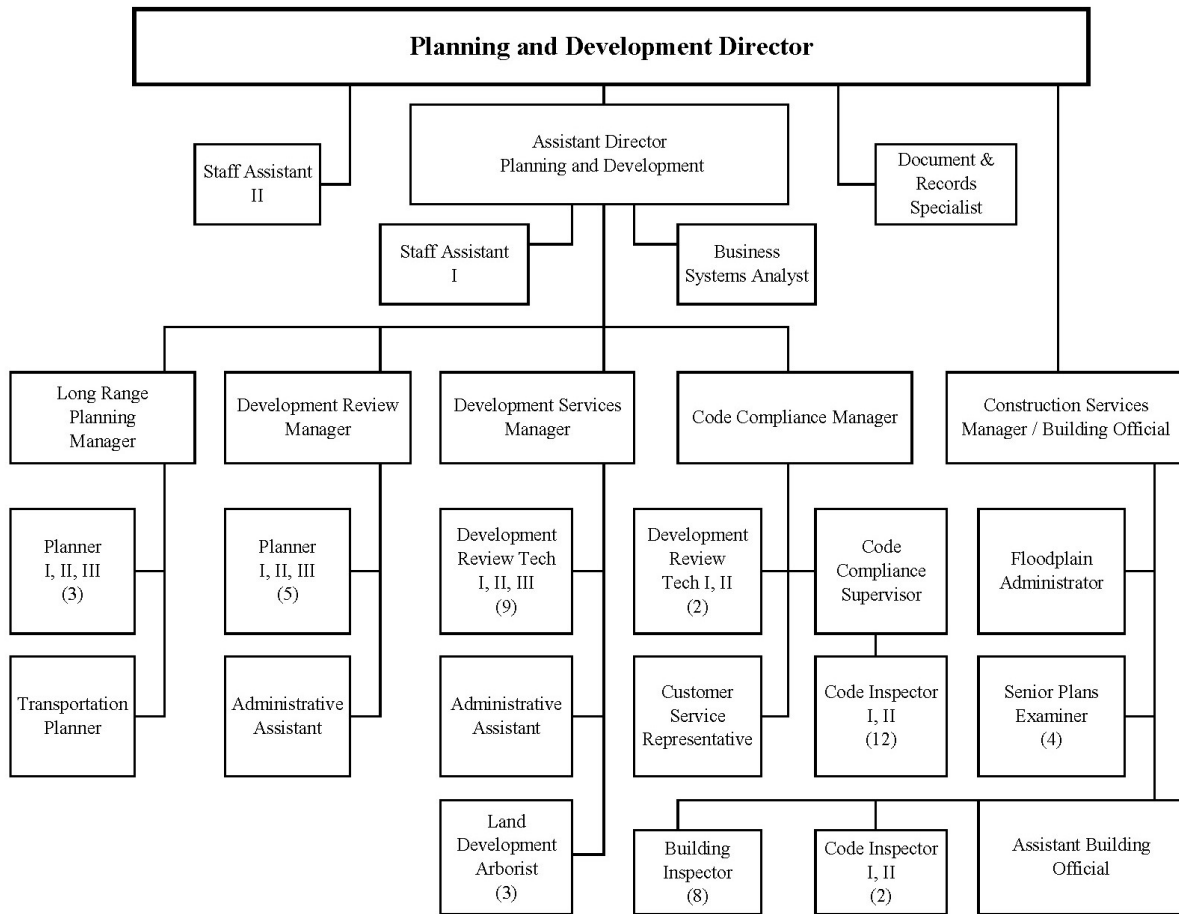 Planning and Development Director
Assistant Director
Planning and Development
Staff Assistant
II
Document &
Records
Specialist
Staff Assistant
I
Business
Systems Analyst
Long Range
Planning
Manager
Development Review
Manager
Development Services
Manager
Code Compliance Manager
Construction Services
Manager / Building Official
Planner
I, II, III
(3)
Planner
I, II, III
(5)
Development
Review Tech
I, II, III
(9)
Development
Review
Tech I, II
(2)
Code
Compliance
Supervisor
Floodplain
Administrator
Transportation
Planner
Administrative
Assistant
Administrative
Assistant
Customer
Service
Representative
Code Inspector
I, II
(12)
Senior Plans
Examiner
(4)
Land
Development
Arborist
(3)
Building
Inspector
(8)
Code Inspector
I, II
(2)
Assistant Building
Official